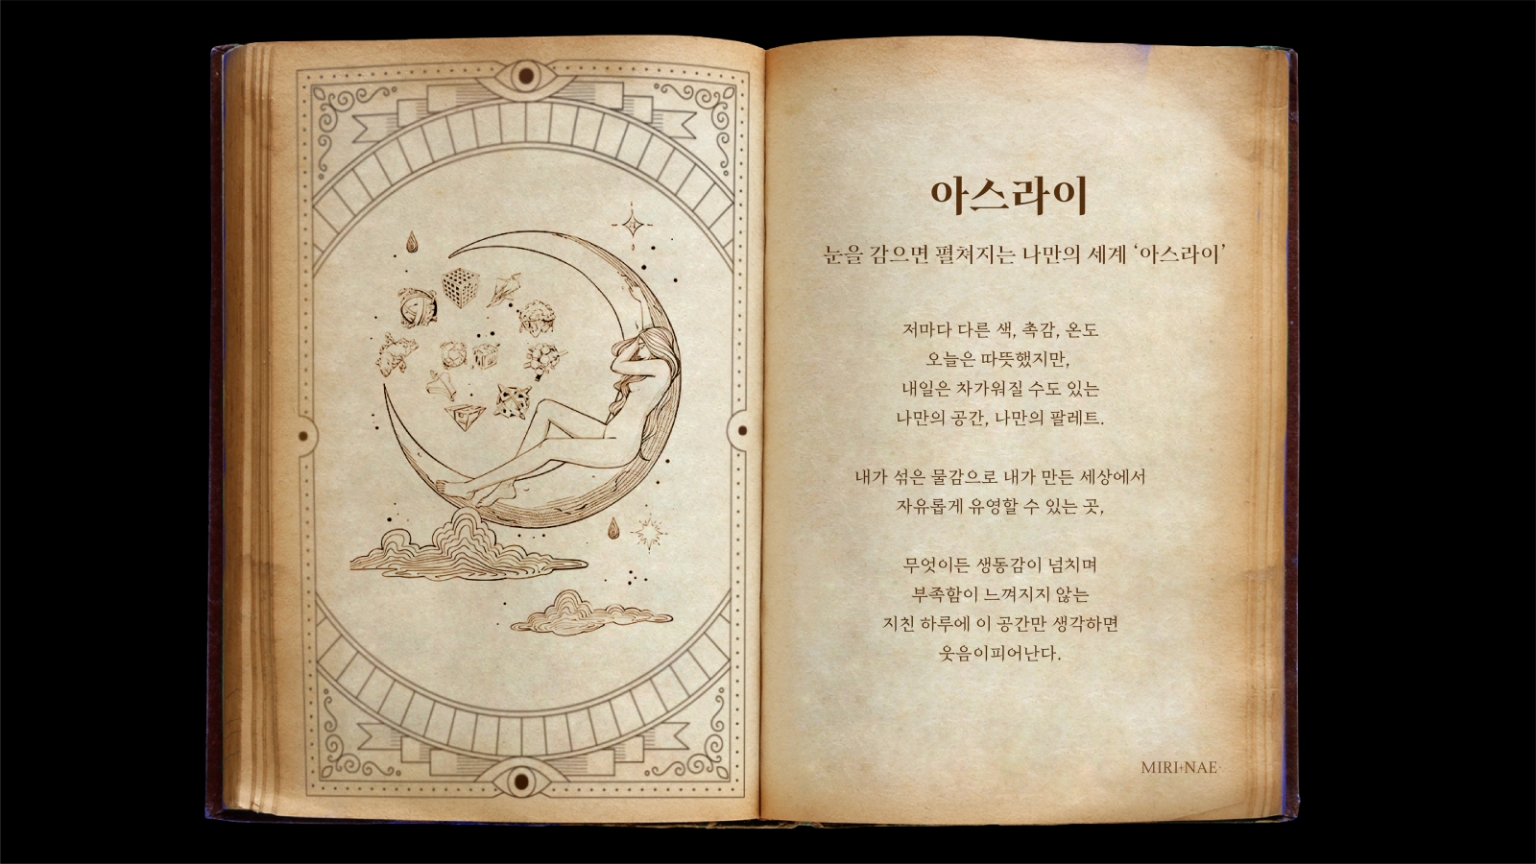 아스라이
눈을 감으면 펼쳐지는 나만의 세계 ‘아스라이’
저마다 다른 색, 촉감, 온도
오늘은 따뜻했지만,
내일은 차가워질 수도 있는
나만의 공간, 나만의 팔레트.
내가 섞은 물감으로 내가 만든 세상에서
자유롭게 유영할 수 있는 곳,
무엇이든 생동감이 넘치며
부족함이 느껴지지 않는
지친 하루에 이 공간만 생각하면
웃음이피어난다.
MIRI·NAE·